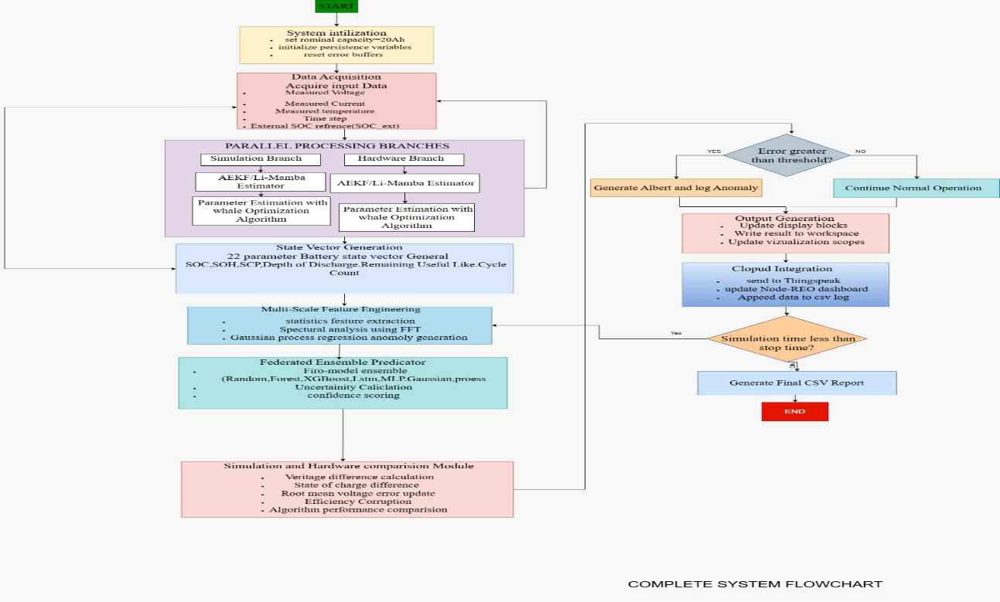 START
System intilization
set rominal capacity=20Ah
initialize persistence variables
reset error buffers
Data Acquisition
Acquire input Data
Measured Voltage
Measured Current
Measured temperature
Time step
External SOC refrence(SOC_ext)
PARALLEL PROCESSING BRANCHES
Simulation Branch
AEKF/Li-Mamba
Estimator
Parameter Estimation with
whale Optimization
Algorithm
Hardware Branch
AEKF/Li-Mamba Estimator
Parameter Estimation with
whale Optimization
Algorithm
State Vector Generation
22 parameter Battery state vector General
SOC,SOH,SCP,Depth of Discharge.Remaining Useful Like.Cycle
Count
Multi-Scale Feature Engineering
statistics festure extraction
Spectural analysis using FFT
Gaussian process regression anomoly generation
Federated Ensemble Predicator
Firo-model ensemble
(Random,Forest,XGBoost,Lstm,MLP.Gaussian,proess
Uncertainity Caliclation
confidence scoring
Simulation and Hardware comparision Module
Veritage difference calculation
State of charge difference
Root mean voltage error update
Efficiency Corruption
Algorithm performance comparision
Error greater
than threshold?
YES
NO
Generate Albert and log Anomaly
Continue Normal Operation
Output Generation
Update display blocks
Write result to workspace
Update vizualization scopes
Clopud Integration
send to Thingspeak
update Node-REO dashboard
Appeed data to csv log
Simulation time less than
stop time?
Yes
Generate Final CSV Report
END
COMPLETE SYSTEM FLOWCHART